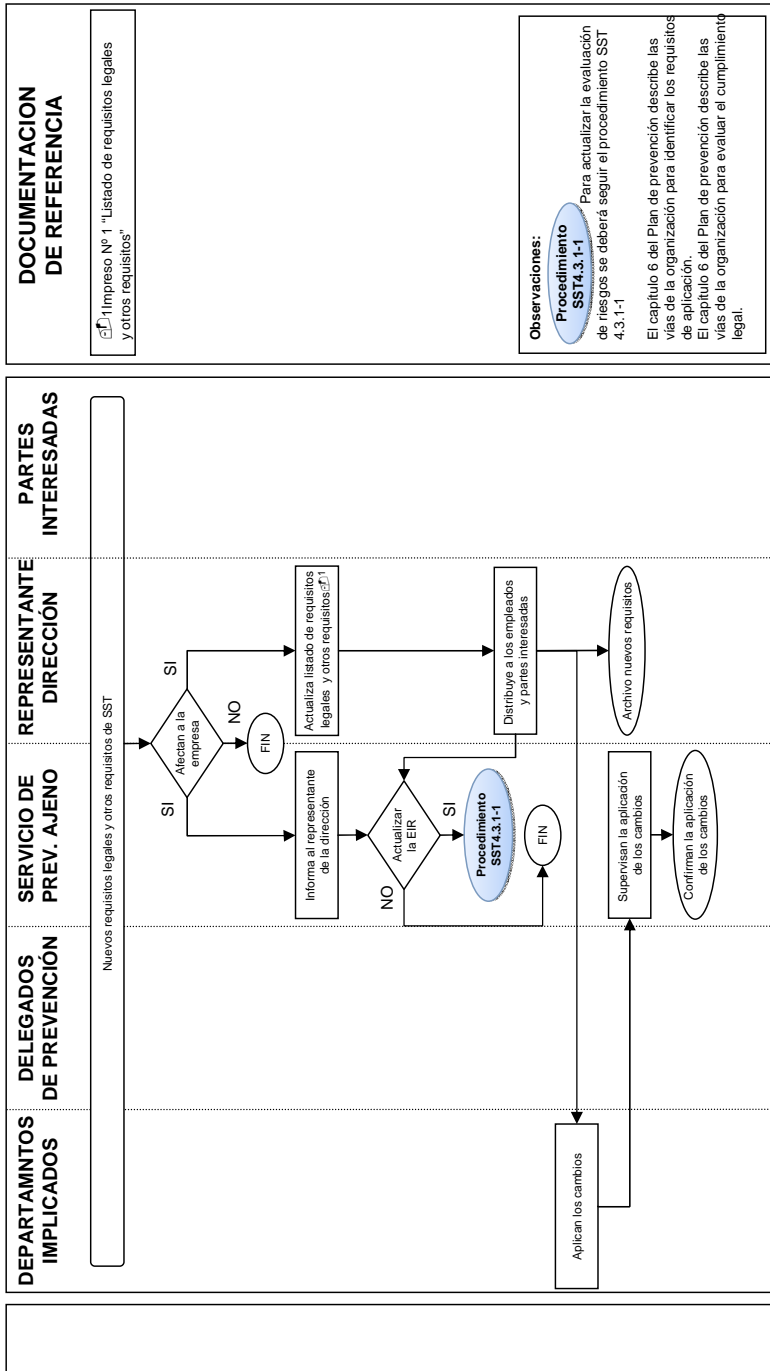 DEPARTAMNTOS
IMPLICADOS
DELEGADOS
DE PREVENCIÓN
SERVICIO DE
PREV. AJENO
REPRESENTANTE
DIRECCIÓN
PARTES
INTERESADAS
Nuevos requisitos legales y otros requisitos de SST
Afectan a la
empresa
SI
SI
NO
FIN
Informa al representante
de la dirección
Actualiza listado de requisitos
legales y otros requisitos 1
Actualizar
la EIR
NO
SI
Procedimiento
SST4.3.1-1
FIN
Distribuye a los empleados
y partes interesadas
Aplican los cambios
Supervisan la aplicación
de los cambios
Confirman la aplicación
de los cambios
Archivo nuevos requisitos
DOCUMENTACION
DE REFERENCIA
1Impreso Nº 1 “Listado de requisitos legales
y otros requisitos”
Observaciones:
Procedimiento
SST4.3.1-1
Para actualizar la evaluación
de riesgos se deberá seguir el procedimiento SST
4.3.1-1
El capítulo 6 del Plan de prevención describe las
vías de la organización para identificar los requisitos
de aplicación.
El capítulo 6 del Plan de prevención describe las
vías de la organización para evaluar el cumplimiento
legal.